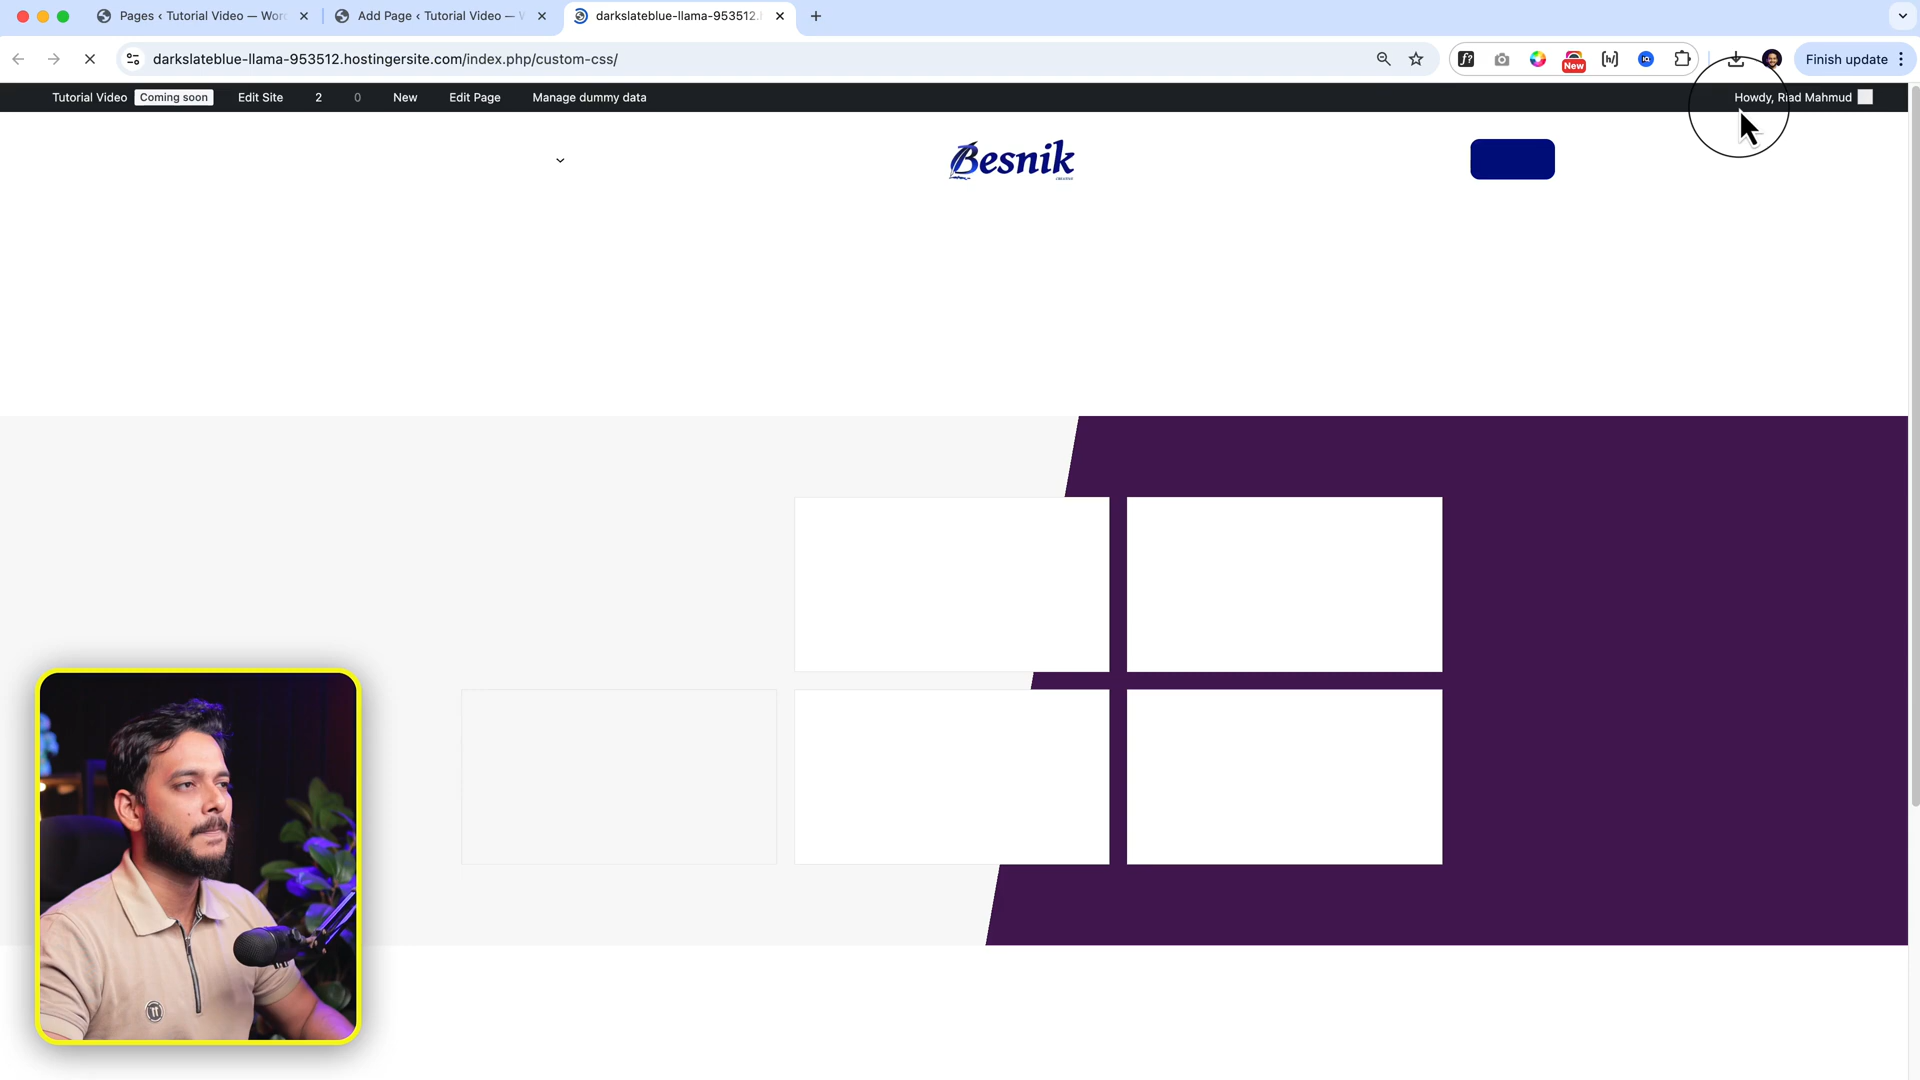 Pages ‹ Tutorial Video — Wor
Add Page ‹ Tutorial Video — W
darkslateblue-llama-953512.h
darkslateblue-llama-953512.hostingersite.com/index.php/custom-css/
New
Finish update
Tutorial Video
Coming soon
Edit Site
2
0
New
Edit Page
Manage dummy data
Howdy, Riad Mahmud
Besnik